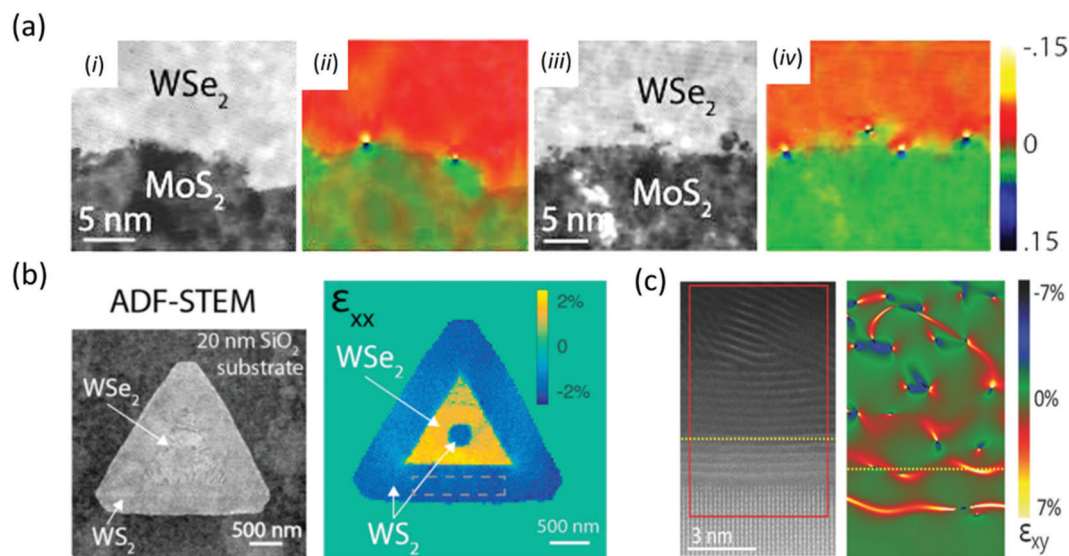 (a)
(i)
WSe₂
MoS₂
5 nm
(ii)
(iii)
WSe₂
MoS₂
5 nm
(iv)
-.15
0
.15
(b)
ADF-STEM
20 nm SiO₂
substrate
WSe₂
WS₂
500 nm
εxx
2%
0
-2%
WSe₂
WS₂
500 nm
(c)
3 nm
-7%
0%
7%
εxy